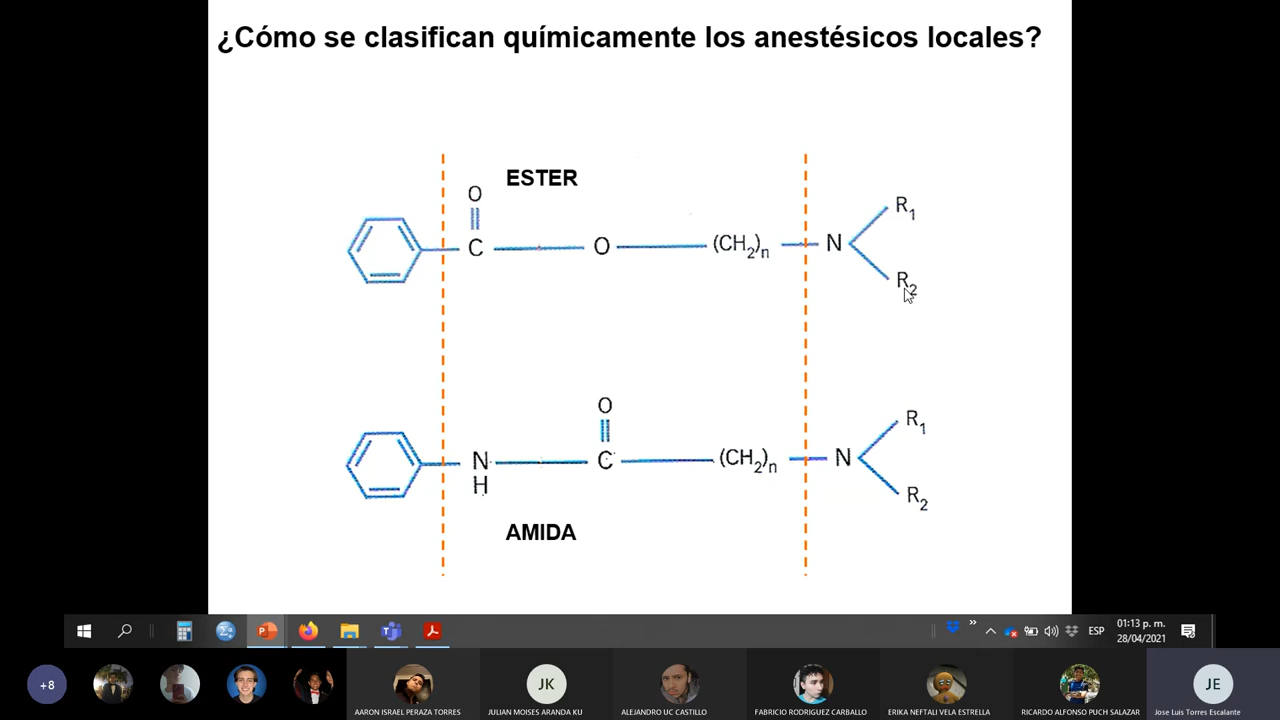 ¿Cómo se clasifican químicamente los anestésicos locales?
ESTER
O
C
O
(CH2)n
N
R1
R2
O
N
H
C
(CH2)n
N
R1
R2
AMIDA
ESP
01:13 p. m.
28/04/2021
+8
JK
JE
AARON ISRAEL PERAZA TORRES
JULIAN MOISES ARANDA KU
ALEJANDRO UC CASTILLO
FABRICIO RODRIGUEZ CARBALLO
ERIKA NEFTALI VELA ESTRELLA
RICARDO ALFONSO PUCH SALAZAR
Jose Luis Torres Escalante